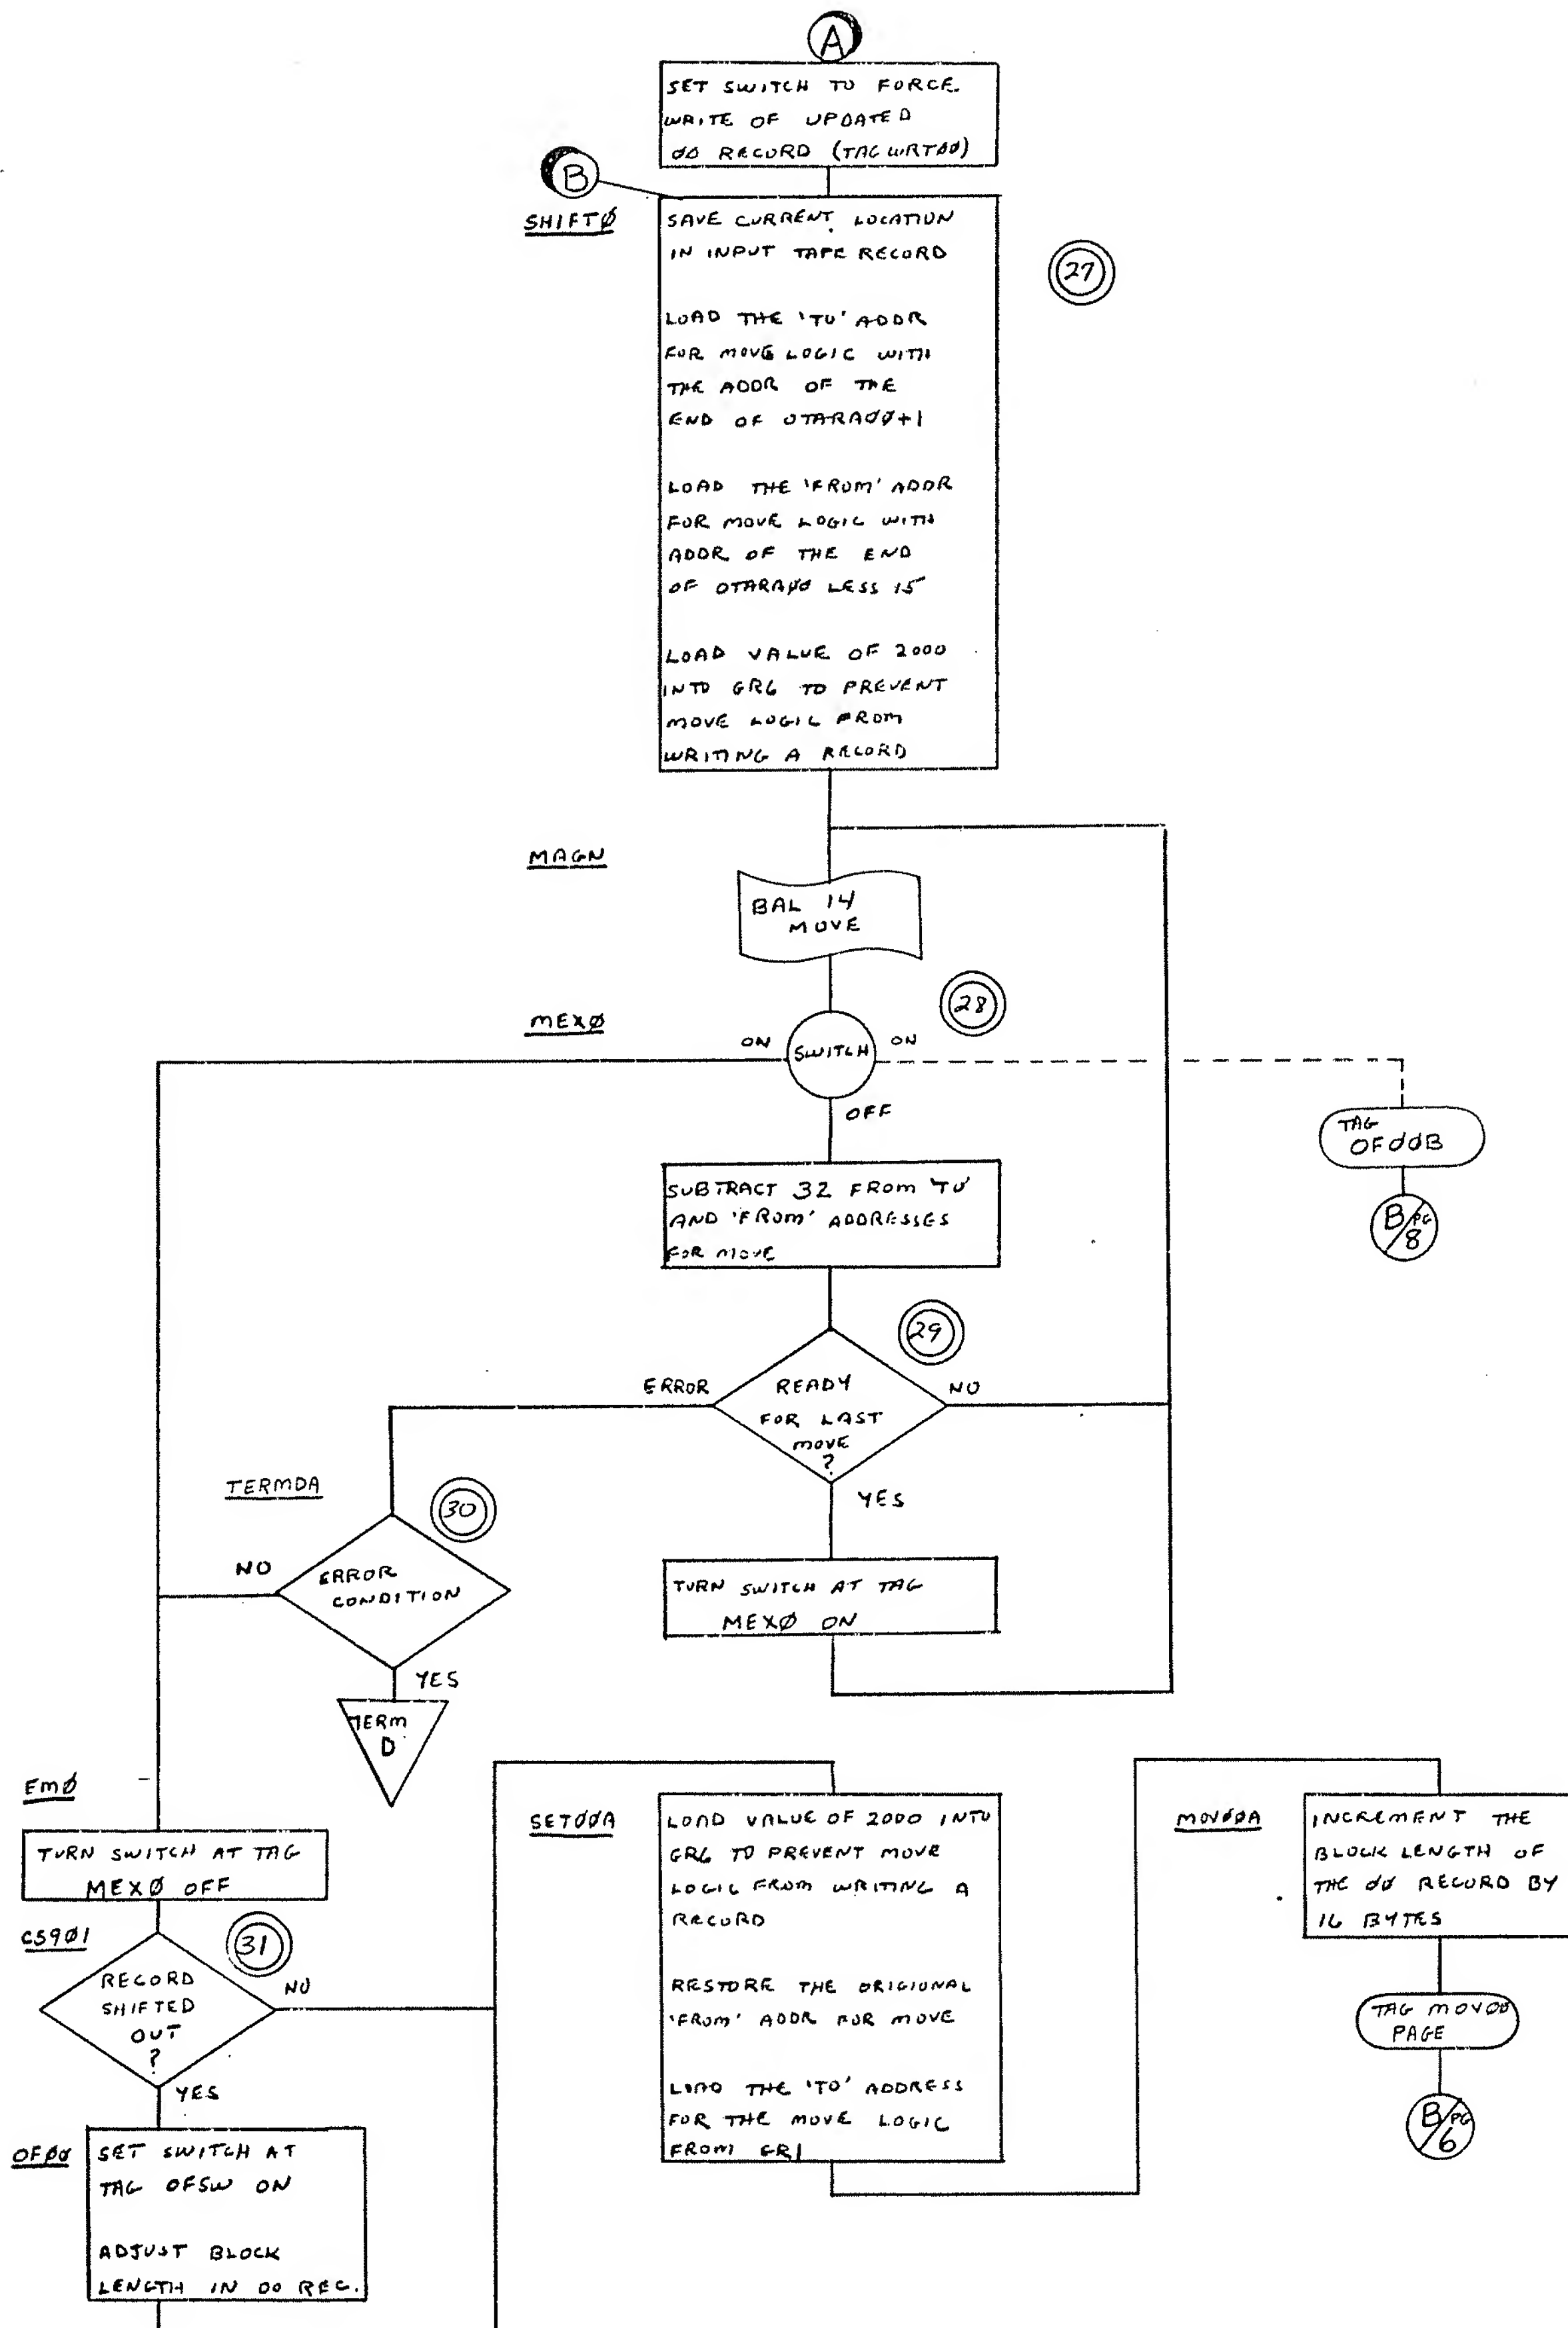 A
SET SWITCH TO FORCE
WRITE OF UPDATED
ØØ RECORD (TAG WRTØØ)
B
SHIFTØ
SAVE CURRENT LOCATION
IN INPUT TAPE RECORD
27
LOAD THE 'TO' ADDR
FOR MOVE LOGIC WITH
THE ADDR OF THE
END OF OTARAØØ+1
LOAD THE 'FROM' ADDR
FOR MOVE LOGIC WITH
ADDR OF THE END
OF OTARAØØ LESS 15
LOAD VALUE OF 2000
INTO GR6 TO PREVENT
MOVE LOGIC FROM
WRITING A RECORD
MAGN
BAL 14
MOVE
28
MEXØ
ON
SWITCH
ON
OFF
TAG
OFØØB
B/PG
8
SUBTRACT 32 FROM 'TO'
AND 'FROM' ADDRESSES
FOR MOVE
29
ERROR
READY
FOR LAST
MOVE
?
NO
YES
TERMDA
30
NO
ERROR
CONDITION
YES
TURN SWITCH AT TAG
MEXØ ON
TERM
D
EMØ
TURN SWITCH AT TAG
MEXØ OFF
CS9Ø1
31
RECORD
SHIFTED
OUT
?
NO
YES
OFØØ
SET SWITCH AT
TAG OFSW ON
ADJUST BLOCK
LENGTH IN 00 REC.
SETØØA
LOAD VALUE OF 2000 INTO
GR6 TO PREVENT MOVE
LOGIC FROM WRITING A
RECORD
RESTORE THE ORIGIONAL
'FROM' ADDR FOR MOVE
LOAD THE 'TO' ADDRESS
FOR THE MOVE LOGIC
FROM GR1
MOVØØA
INCREMENT THE
BLOCK LENGTH OF
THE ØØ RECORD BY
16 BYTES
TAG MOVØØ
PAGE
B/PG
6